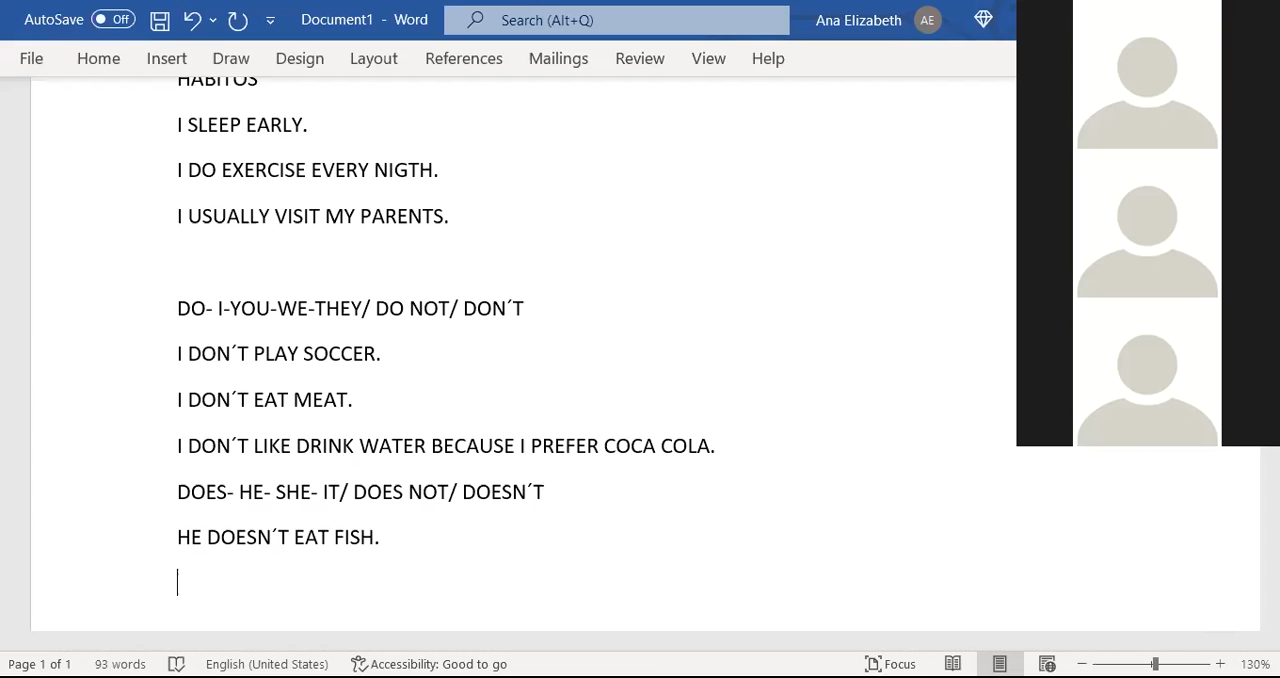 AutoSave Off Document1 - Word Search (Alt+Q) Ana Elizabeth AE
File Home Insert Draw Design Layout References Mailings Review View Help
HABITOS
I SLEEP EARLY.
I DO EXERCISE EVERY NIGTH.
I USUALLY VISIT MY PARENTS.
DO- I-YOU-WE-THEY/ DO NOT/ DON´T
I DON´T PLAY SOCCER.
I DON´T EAT MEAT.
I DON´T LIKE DRINK WATER BECAUSE I PREFER COCA COLA.
DOES- HE- SHE- IT/ DOES NOT/ DOESN´T
HE DOESN´T EAT FISH.
Page 1 of 1 93 words English (United States) Accessibility: Good to go Focus 130%